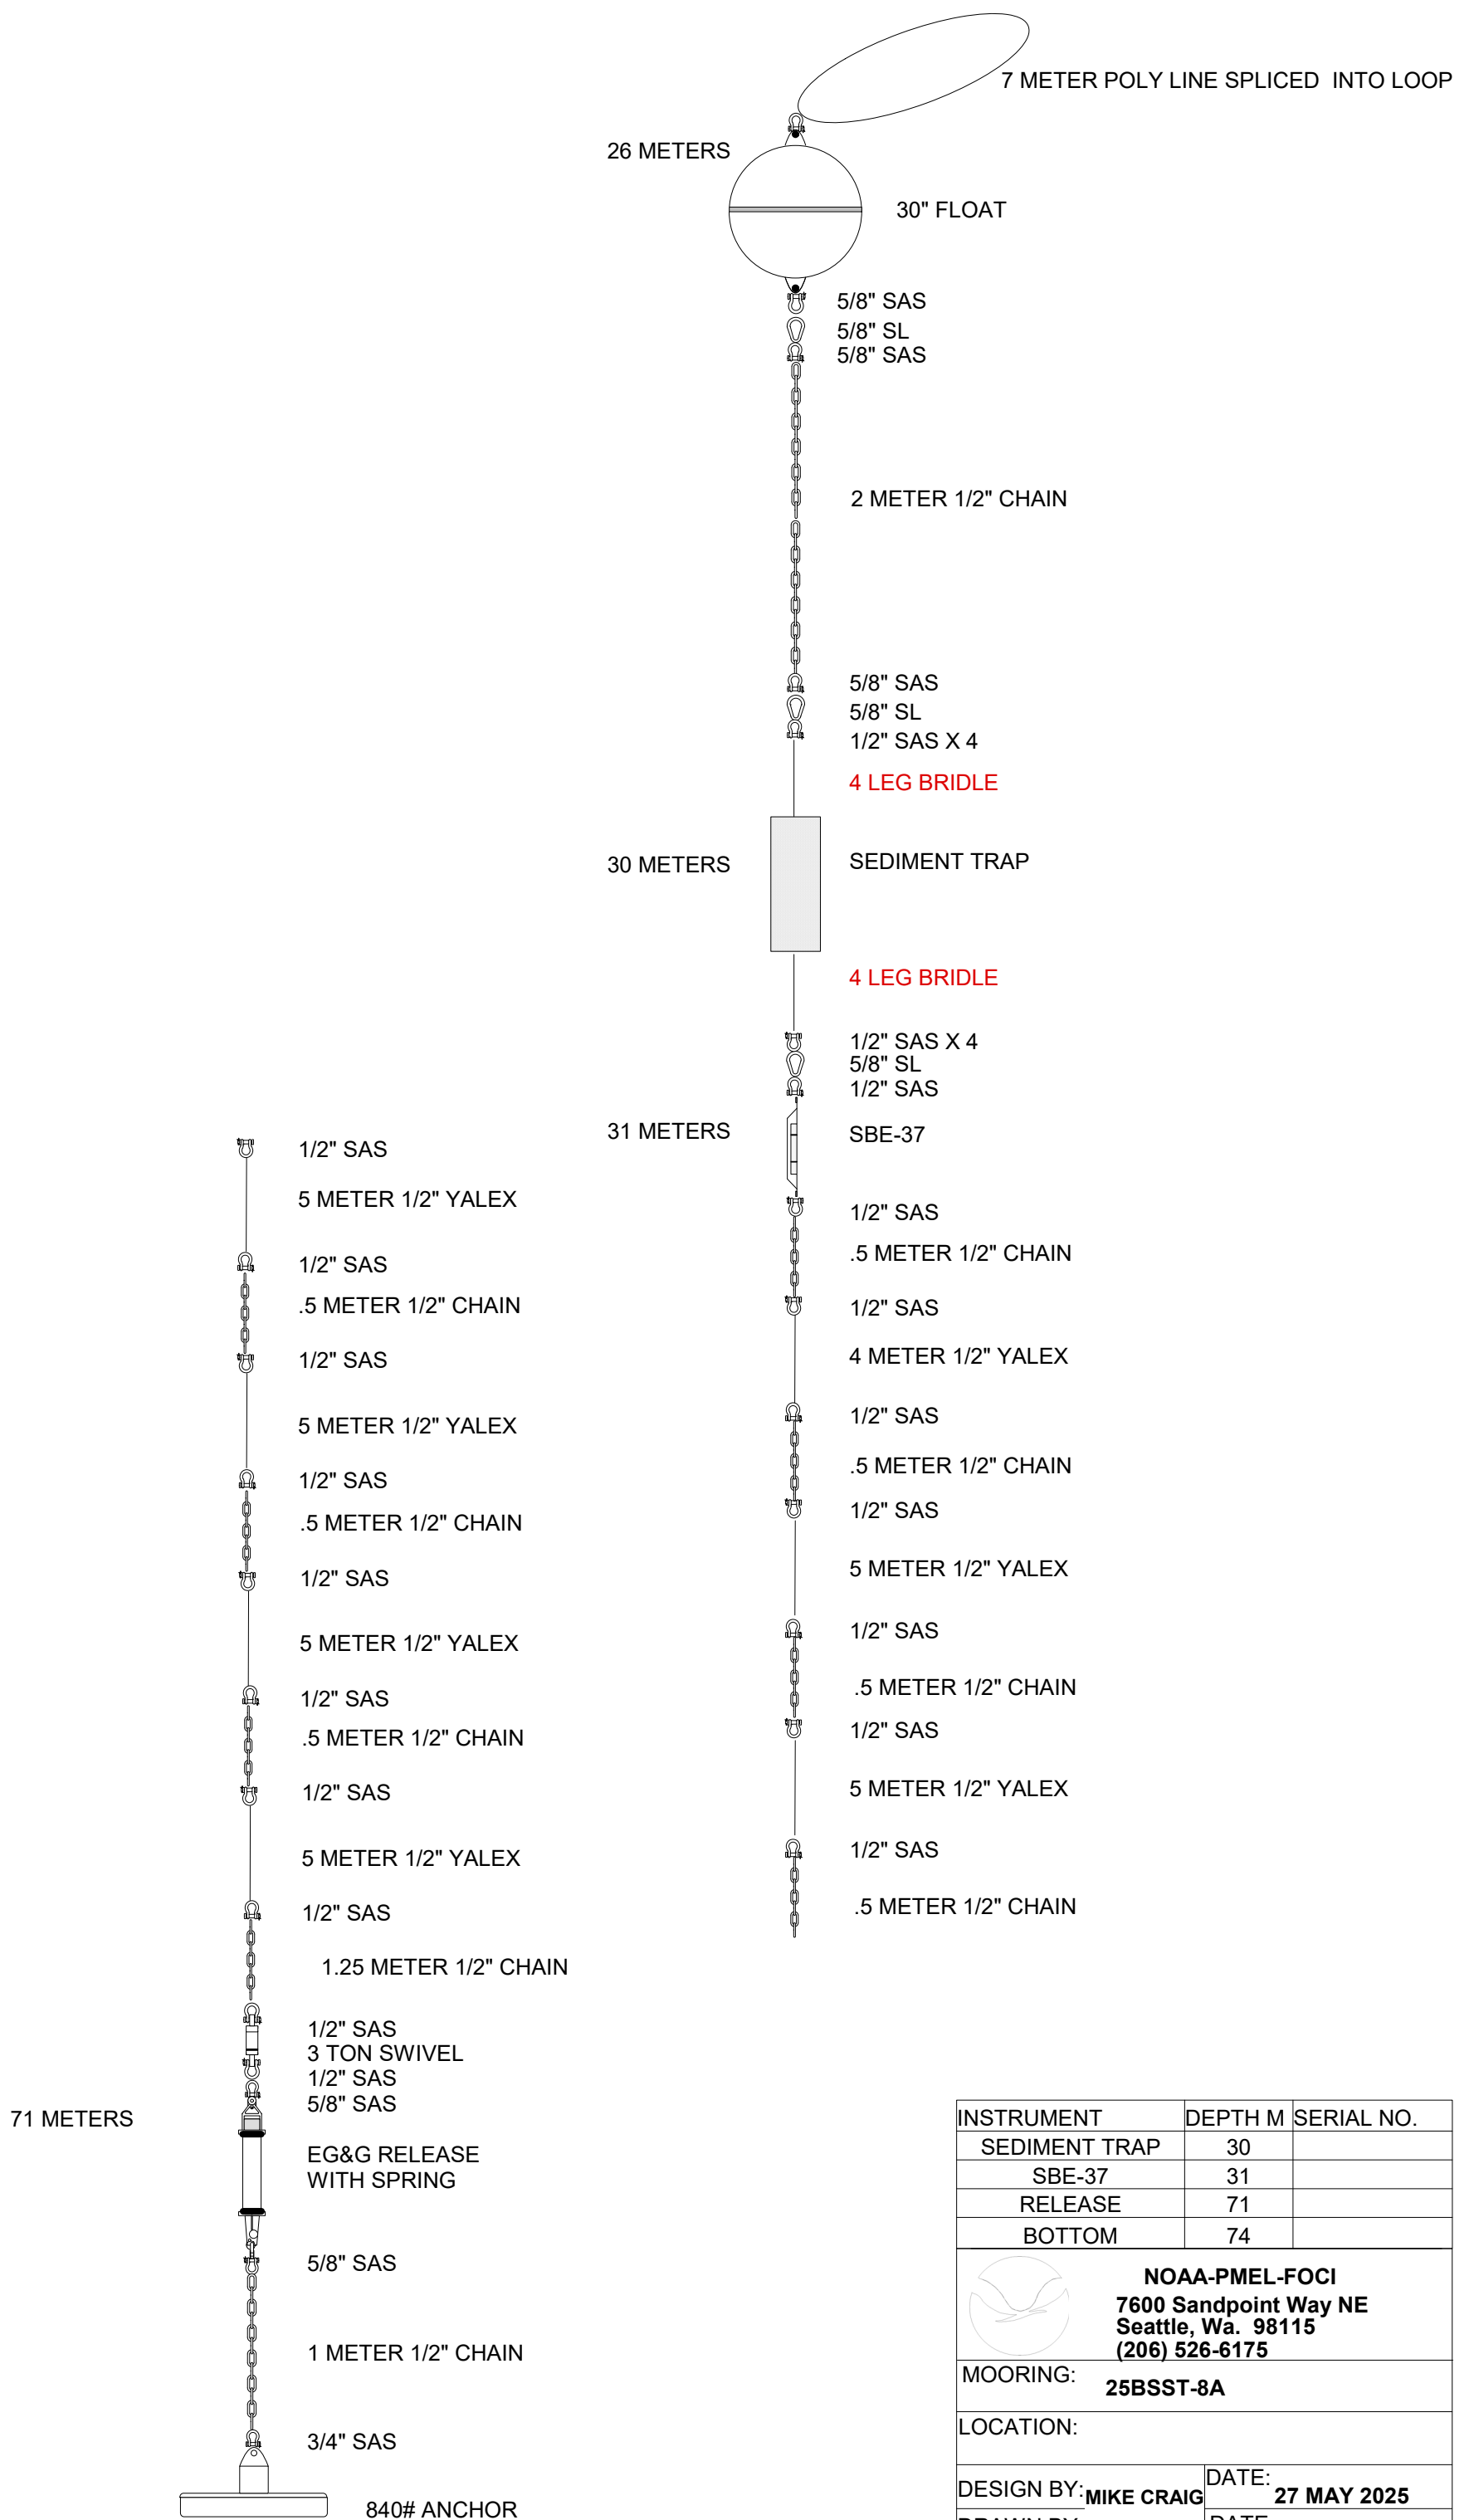 7 METER POLY LINE SPLICED INTO LOOP
26 METERS
30" FLOAT
5/8" SAS
5/8" SL
5/8" SAS
2 METER 1/2" CHAIN
5/8" SAS
5/8" SL
1/2" SAS X 4
4 LEG BRIDLE
30 METERS
SEDIMENT TRAP
4 LEG BRIDLE
1/2" SAS X 4
5/8" SL
1/2" SAS
31 METERS
SBE-37
1/2" SAS
.5 METER 1/2" CHAIN
1/2" SAS
4 METER 1/2" YALEX
1/2" SAS
.5 METER 1/2" CHAIN
1/2" SAS
5 METER 1/2" YALEX
1/2" SAS
.5 METER 1/2" CHAIN
1/2" SAS
5 METER 1/2" YALEX
1/2" SAS
.5 METER 1/2" CHAIN
1/2" SAS
5 METER 1/2" YALEX
1/2" SAS
.5 METER 1/2" CHAIN
1/2" SAS
5 METER 1/2" YALEX
1/2" SAS
.5 METER 1/2" CHAIN
1/2" SAS
5 METER 1/2" YALEX
1/2" SAS
.5 METER 1/2" CHAIN
1/2" SAS
5 METER 1/2" YALEX
1/2" SAS
1.25 METER 1/2" CHAIN
1/2" SAS
3 TON SWIVEL
1/2" SAS
5/8" SAS
71 METERS
EG&G RELEASE
WITH SPRING
5/8" SAS
1 METER 1/2" CHAIN
3/4" SAS
840# ANCHOR
INSTRUMENT DEPTH M SERIAL NO.
SEDIMENT TRAP 30
SBE-37 31
RELEASE 71
BOTTOM 74
NOAA-PMEL-FOCI
7600 Sandpoint Way NE
Seattle, Wa. 98115
(206) 526-6175
MOORING: 25BSST-8A
LOCATION:
DESIGN BY: MIKE CRAIG DATE: 27 MAY 2025